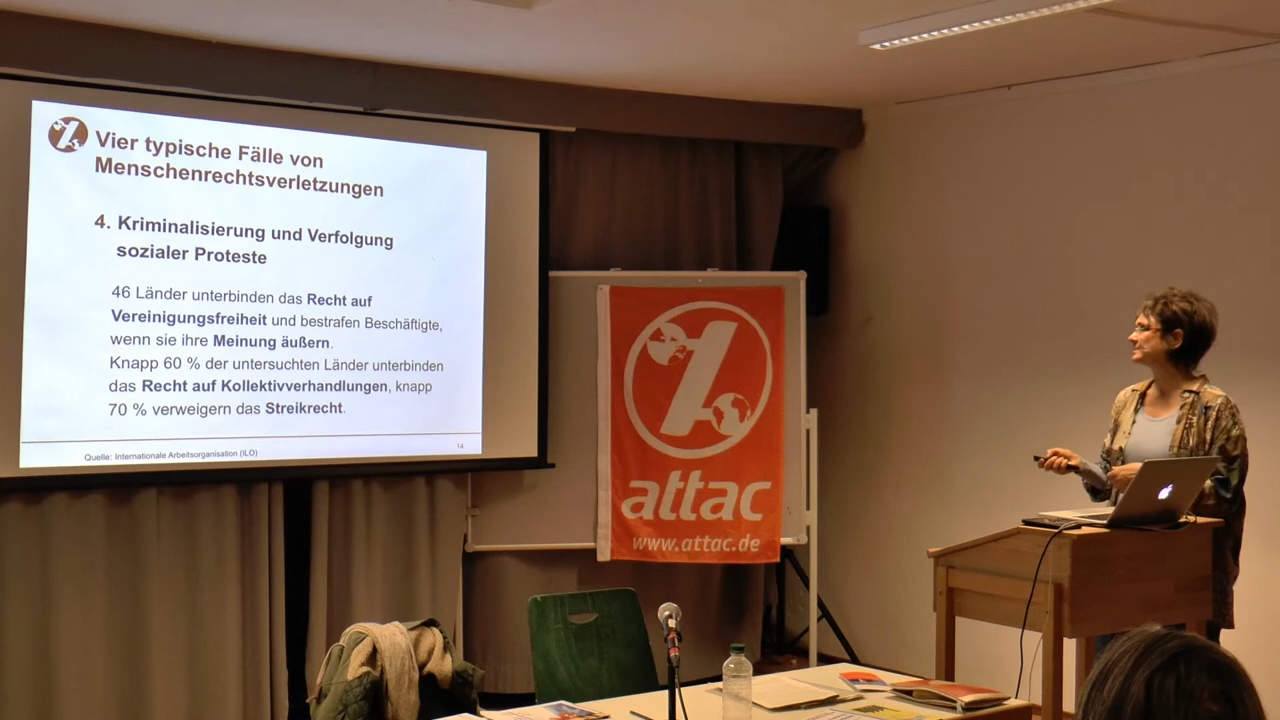 Vier typische Fälle von
Menschenrechtsverletzungen
4. Kriminalisierung und Verfolgung
sozialer Proteste
46 Länder unterbinden das Recht auf
Vereinigungsfreiheit und bestrafen Beschäftigte,
wenn sie ihre Meinung äußern.
Knapp 60 % der untersuchten Länder unterbinden
das Recht auf Kollektivverhandlungen, knapp
70 % verweigern das Streikrecht.
14
Quelle: Internationale Arbeitsorganisation (ILO)
attac
www.attac.de